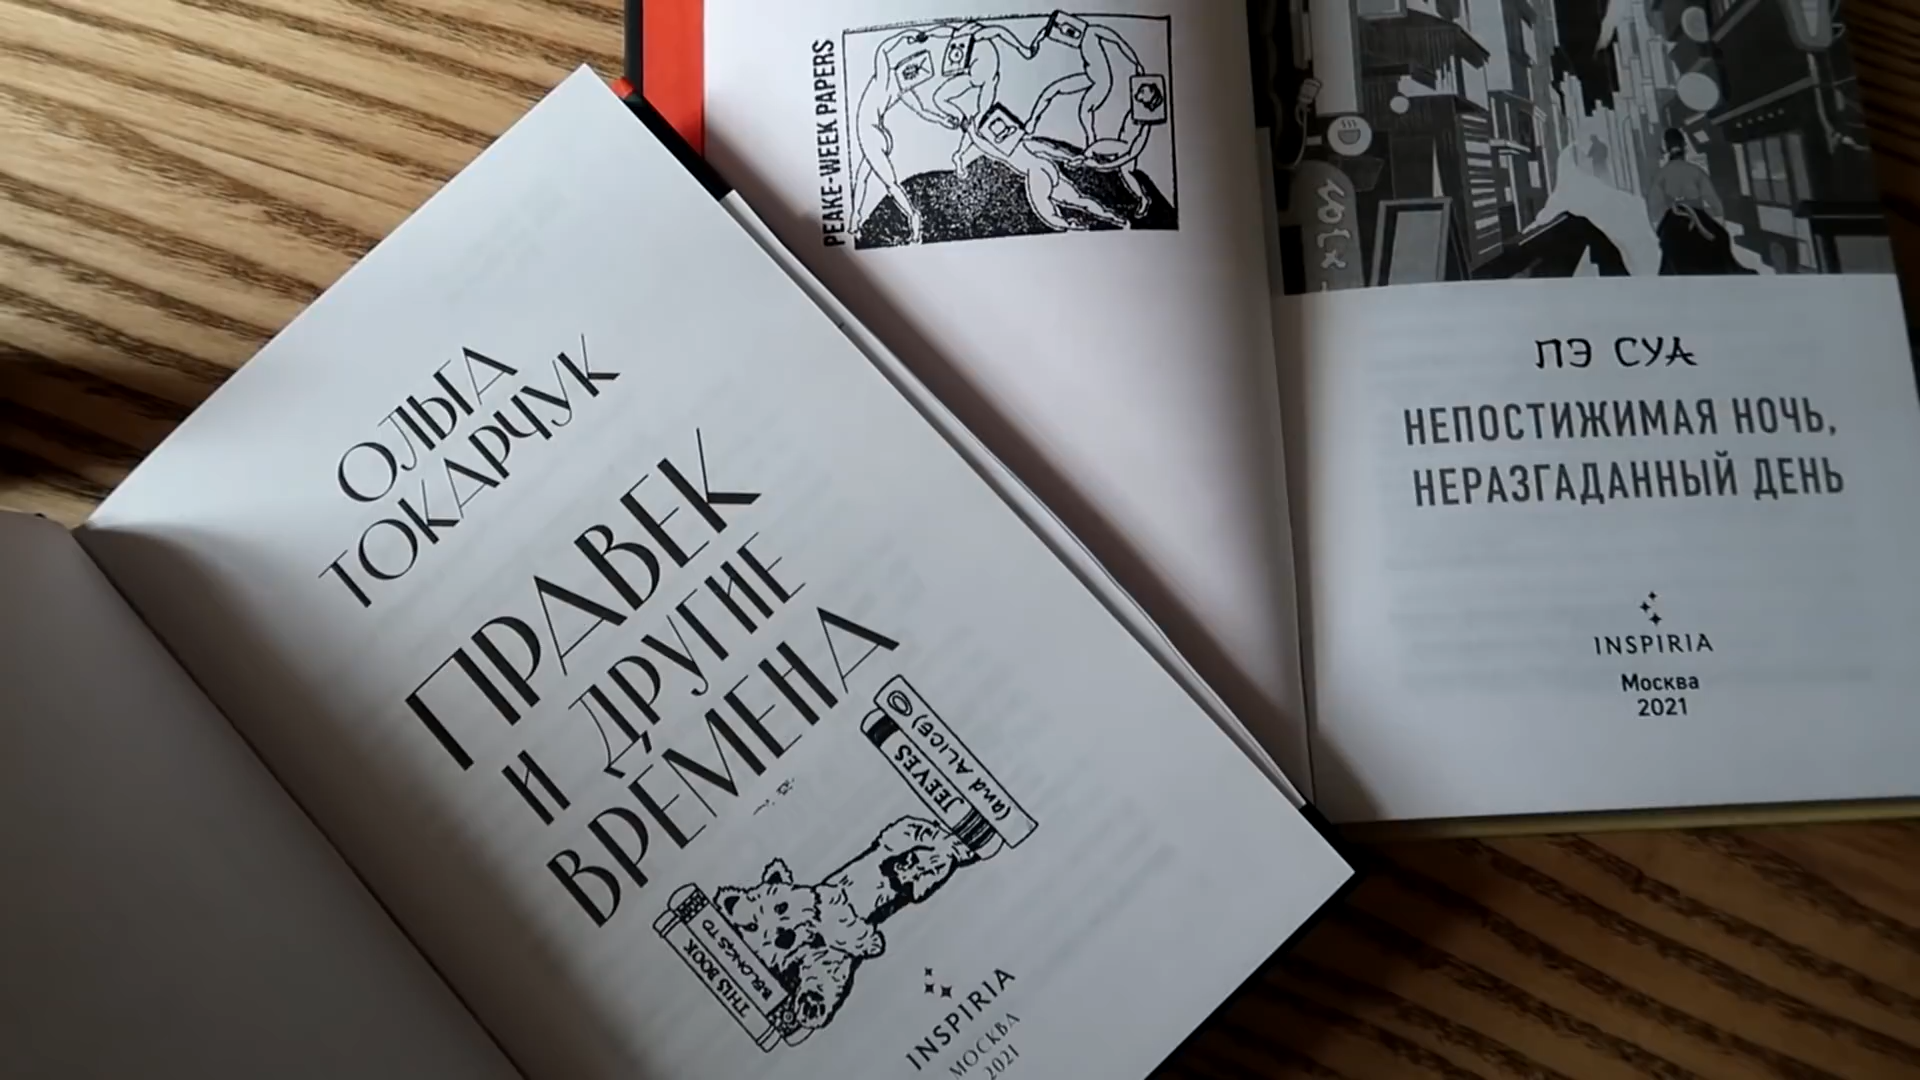 ОЛЬГА
ТОКАРЧУК
ПРАВЕК
И ДРУГИЕ
ВРЕМЕНА
THIS BOOK
BELONGS TO
JEEVES
(and ALICE)
INSPIRIA
МОСКВА
2021
PEAKE-WEEK PAPERS
ПЭ СУА
НЕПОСТИЖИМАЯ НОЧЬ,
НЕРАЗГАДАННЫЙ ДЕНЬ
INSPIRIA
Москва
2021